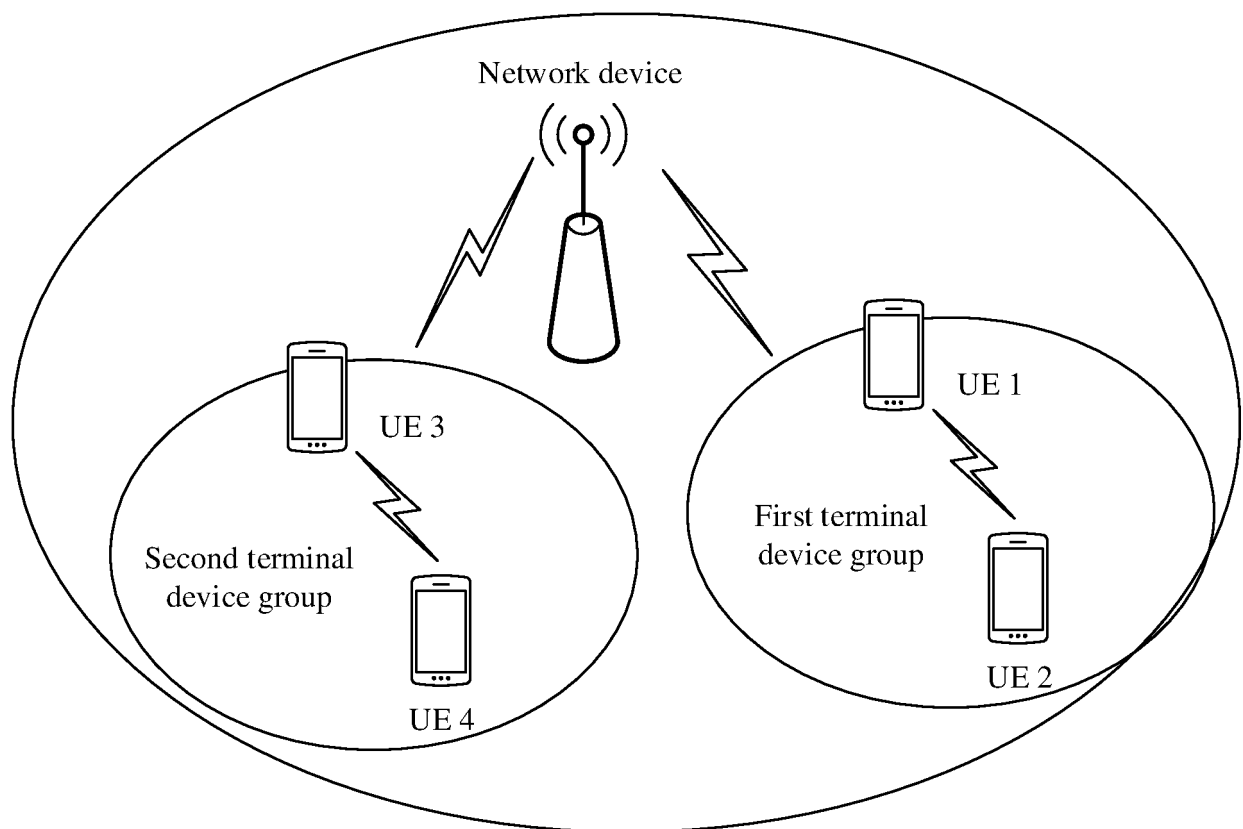 Network device
UE 1
UE 3
First terminal
device group
Second terminal
device group
UE 2
UE 4